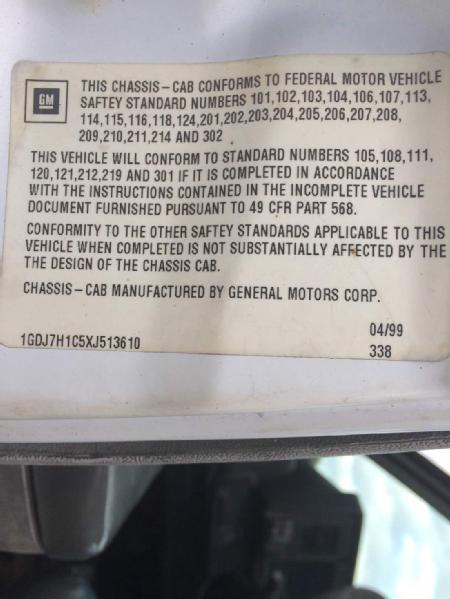 GM
THIS CHASSIS-CAB CONFORMS TO FEDERAL MOTOR VEHICLE
SAFTEY STANDARD NUMBERS 101,102,103,104,106,107,113,
114,115,116,118,124,201,202,203,204,205,206,207,208,
209,210,211,214 AND 302
THIS VEHICLE WILL CONFORM TO STANDARD NUMBERS 105,108,111,
120,121,212,219 AND 301 IF IT IS COMPLETED IN ACCORDANCE
WITH THE INSTRUCTIONS CONTAINED IN THE INCOMPLETE VEHICLE
DOCUMENT FURNISHED PURSUANT TO 49 CFR PART 568.
CONFORMITY TO THE OTHER SAFTEY STANDARDS APPLICABLE TO THIS
VEHICLE WHEN COMPLETED IS NOT SUBSTANTIALLY AFFECTED BY THE
THE DESIGN OF THE CHASSIS CAB.
CHASSIS-CAB MANUFACTURED BY GENERAL MOTORS CORP.
04/99
1GDJ7H1C5XJ513610
338